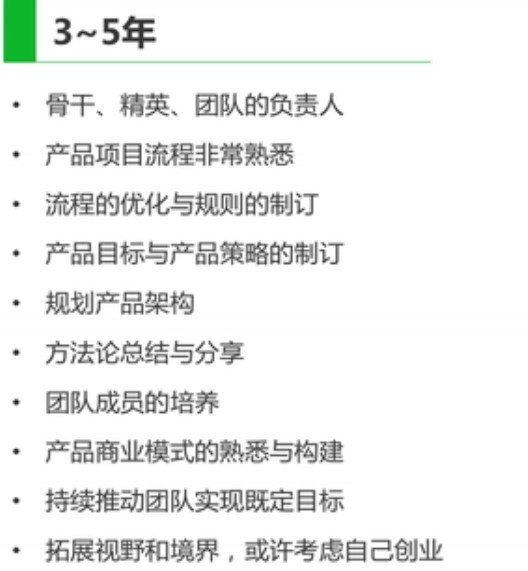 3~5年
• 骨干、精英、团队的负责人
• 产品项目流程非常熟悉
• 流程的优化与规则的制订
• 产品目标与产品策略的制订
• 规划产品架构
• 方法论总结与分享
• 团队成员的培养
• 产品商业模式的熟悉与构建
• 持续推动团队实现既定目标
• 拓展视野和境界，或许考虑自己创业